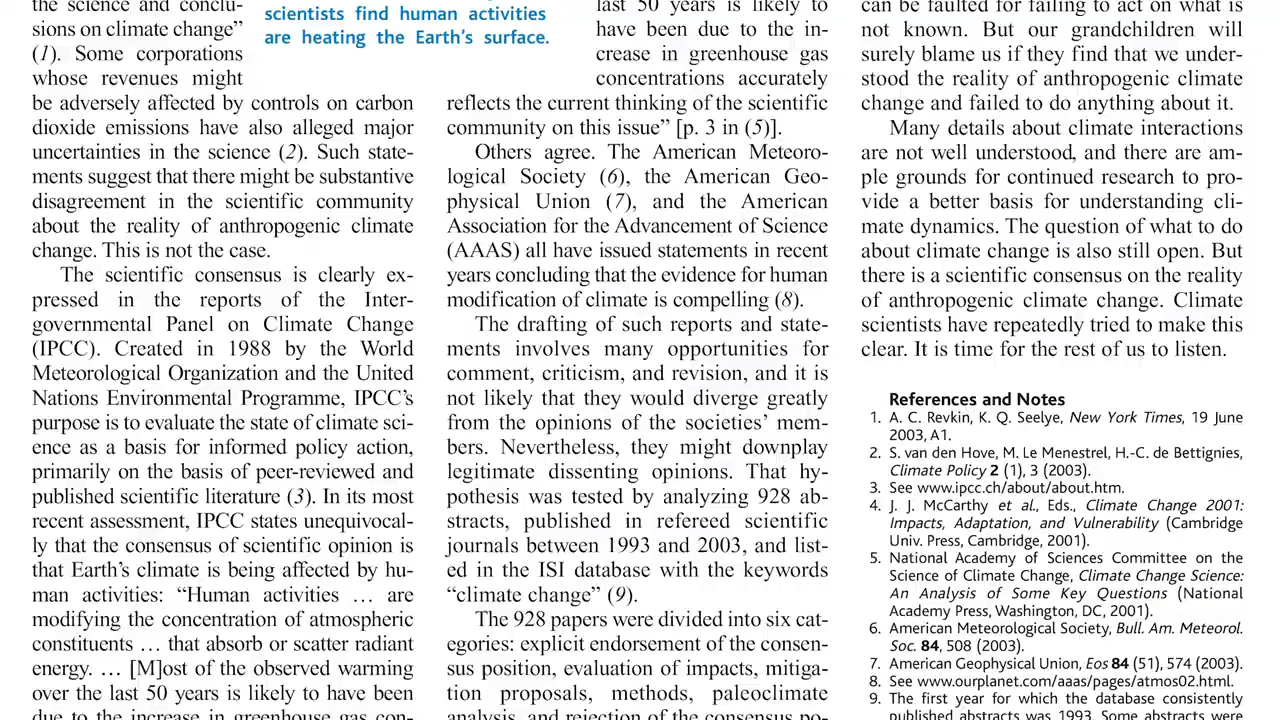 the science and conclu-
sions on climate change”
(1). Some corporations
whose revenues might
be adversely affected by controls on carbon
dioxide emissions have also alleged major
uncertainties in the science (2). Such state-
ments suggest that there might be substantive
disagreement in the scientific community
about the reality of anthropogenic climate
change. This is not the case.
The scientific consensus is clearly ex-
pressed in the reports of the Inter-
governmental Panel on Climate Change
(IPCC). Created in 1988 by the World
Meteorological Organization and the United
Nations Environmental Programme, IPCC’s
purpose is to evaluate the state of climate sci-
ence as a basis for informed policy action,
primarily on the basis of peer-reviewed and
published scientific literature (3). In its most
recent assessment, IPCC states unequivocal-
ly that the consensus of scientific opinion is
that Earth’s climate is being affected by hu-
man activities: “Human activities … are
modifying the concentration of atmospheric
constituents … that absorb or scatter radiant
energy. … [M]ost of the observed warming
over the last 50 years is likely to have been
due to the increase in greenhouse gas con-
scientists find human activities
are heating the Earth’s surface.
last 50 years is likely to
have been due to the in-
crease in greenhouse gas
concentrations accurately
reflects the current thinking of the scientific
community on this issue” [p. 3 in (5)].
Others agree. The American Meteoro-
logical Society (6), the American Geo-
physical Union (7), and the American
Association for the Advancement of Science
(AAAS) all have issued statements in recent
years concluding that the evidence for human
modification of climate is compelling (8).
The drafting of such reports and state-
ments involves many opportunities for
comment, criticism, and revision, and it is
not likely that they would diverge greatly
from the opinions of the societies’ mem-
bers. Nevertheless, they might downplay
legitimate dissenting opinions. That hy-
pothesis was tested by analyzing 928 ab-
stracts, published in refereed scientific
journals between 1993 and 2003, and list-
ed in the ISI database with the keywords
“climate change” (9).
The 928 papers were divided into six cat-
egories: explicit endorsement of the consen-
sus position, evaluation of impacts, mitiga-
tion proposals, methods, paleoclimate
analysis, and rejection of the consensus po-
can be faulted for failing to act on what is
not known. But our grandchildren will
surely blame us if they find that we under-
stood the reality of anthropogenic climate
change and failed to do anything about it.
Many details about climate interactions
are not well understood, and there are am-
ple grounds for continued research to pro-
vide a better basis for understanding cli-
mate dynamics. The question of what to do
about climate change is also still open. But
there is a scientific consensus on the reality
of anthropogenic climate change. Climate
scientists have repeatedly tried to make this
clear. It is time for the rest of us to listen.
References and Notes
1. A. C. Revkin, K. Q. Seelye, New York Times, 19 June
2003, A1.
2. S. van den Hove, M. Le Menestrel, H.-C. de Bettignies,
Climate Policy 2 (1), 3 (2003).
3. See www.ipcc.ch/about/about.htm.
4. J. J. McCarthy et al., Eds., Climate Change 2001:
Impacts, Adaptation, and Vulnerability (Cambridge
Univ. Press, Cambridge, 2001).
5. National Academy of Sciences Committee on the
Science of Climate Change, Climate Change Science:
An Analysis of Some Key Questions (National
Academy Press, Washington, DC, 2001).
6. American Meteorological Society, Bull. Am. Meteorol.
Soc. 84, 508 (2003).
7. American Geophysical Union, Eos 84 (51), 574 (2003).
8. See www.ourplanet.com/aaas/pages/atmos02.html.
9. The first year for which the database consistently
published abstracts was 1993. Some abstracts were